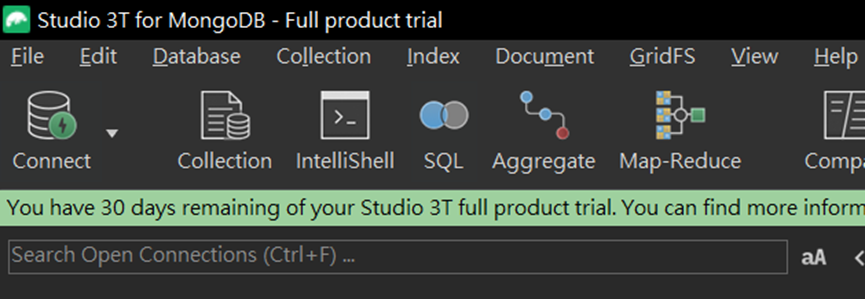 Studio 3T for MongoDB - Full product trial
File Edit Database Collection Index Document GridFS View Help
Connect Collection IntelliShell SQL Aggregate Map-Reduce Compa
You have 30 days remaining of your Studio 3T full product trial. You can find more inform
Search Open Connections (Ctrl+F) ... aA